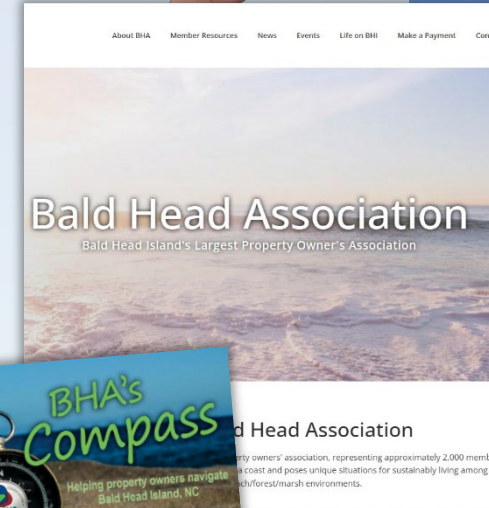 About BHA Member Resources News Events Life on BHI Make a Payment
Bald Head Association
Bald Head Island's Largest Property Owner's Association
BHA's
Compass
Helping property owners navigate
Bald Head Island, NC
d Head Association
erty owners' association, representing approximately 2,000 memb
a coast and poses unique situations for sustainably living among
ch/forest/marsh environments.